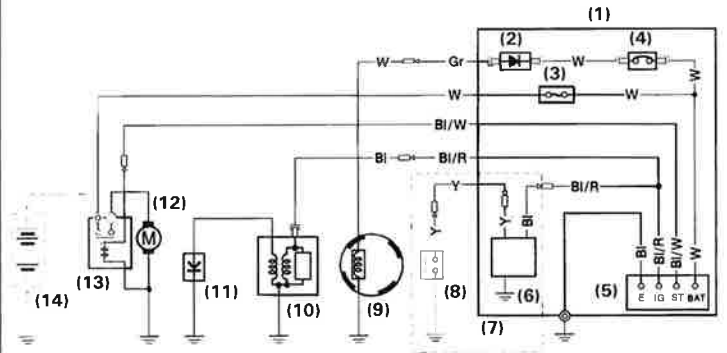 (1)
(2)
(4)
W
Gr
W
(3)
W
W
W
W
Bl/W
Bl
Bl/R
Y
Bl/R
(12)
Y
Y
Bl
M
Bl
Bl/R
Bl/W
W
(13)
(11)
(8)
(5)
E IG ST BAT
(14)
(10)
(9)
(6)
(7)